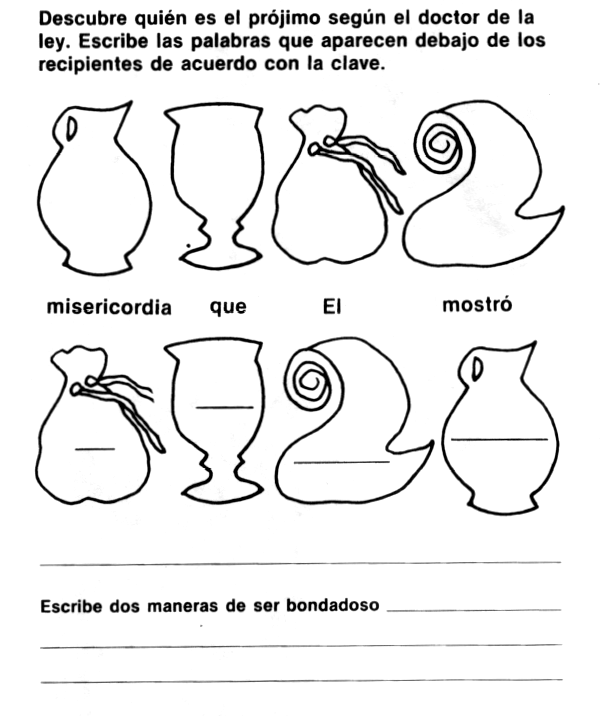 Descubre quién es el prójimo según el doctor de la
ley. Escribe las palabras que aparecen debajo de los
recipientes de acuerdo con la clave.
misericordia que El mostró
Escribe dos maneras de ser bondadoso